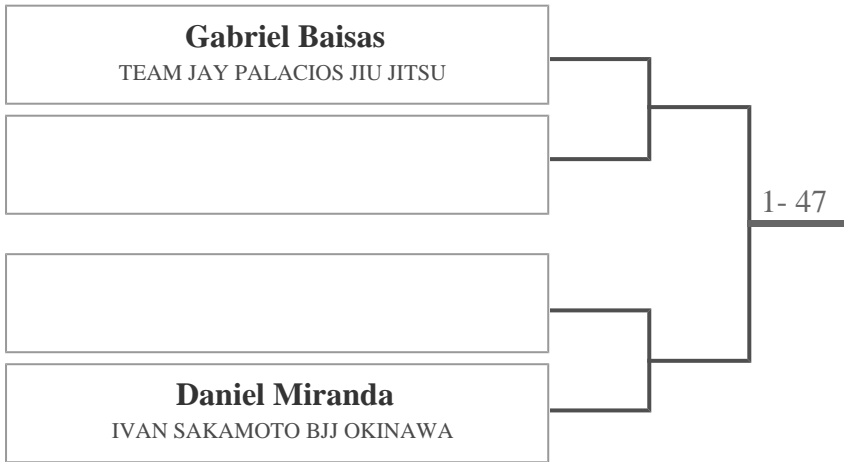 Gabriel Baisas
TEAM JAY PALACIOS JIU JITSU
1- 47
Daniel Miranda
IVAN SAKAMOTO BJJ OKINAWA